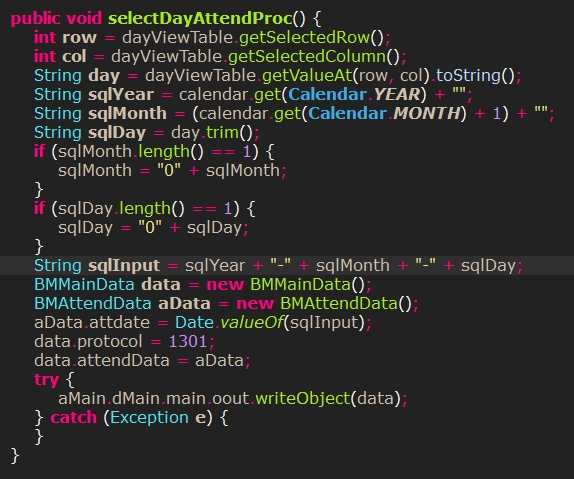 public void selectDayAttendProc() {
int row = dayViewTable.getSelectedRow();
int col = dayViewTable.getSelectedColumn();
String day = dayViewTable.getValueAt(row, col).toString();
String sqlYear = calendar.get(Calendar.YEAR) + "";
String sqlMonth = (calendar.get(Calendar.MONTH) + 1) + "";
String sqlDay = day.trim();
if (sqlMonth.length() == 1) {
sqlMonth = "0" + sqlMonth;
}
if (sqlDay.length() == 1) {
sqlDay = "0" + sqlDay;
}
String sqlInput = sqlYear + "-" + sqlMonth + "-" + sqlDay;
BMMainData data = new BMMainData();
BMAttendData aData = new BMAttendData();
aData.attdate = Date.valueOf(sqlInput);
data.protocol = 1301;
data.attendData = aData;
try {
aMain.dMain.main.oout.writeObject(data);
} catch (Exception e) {
}
}